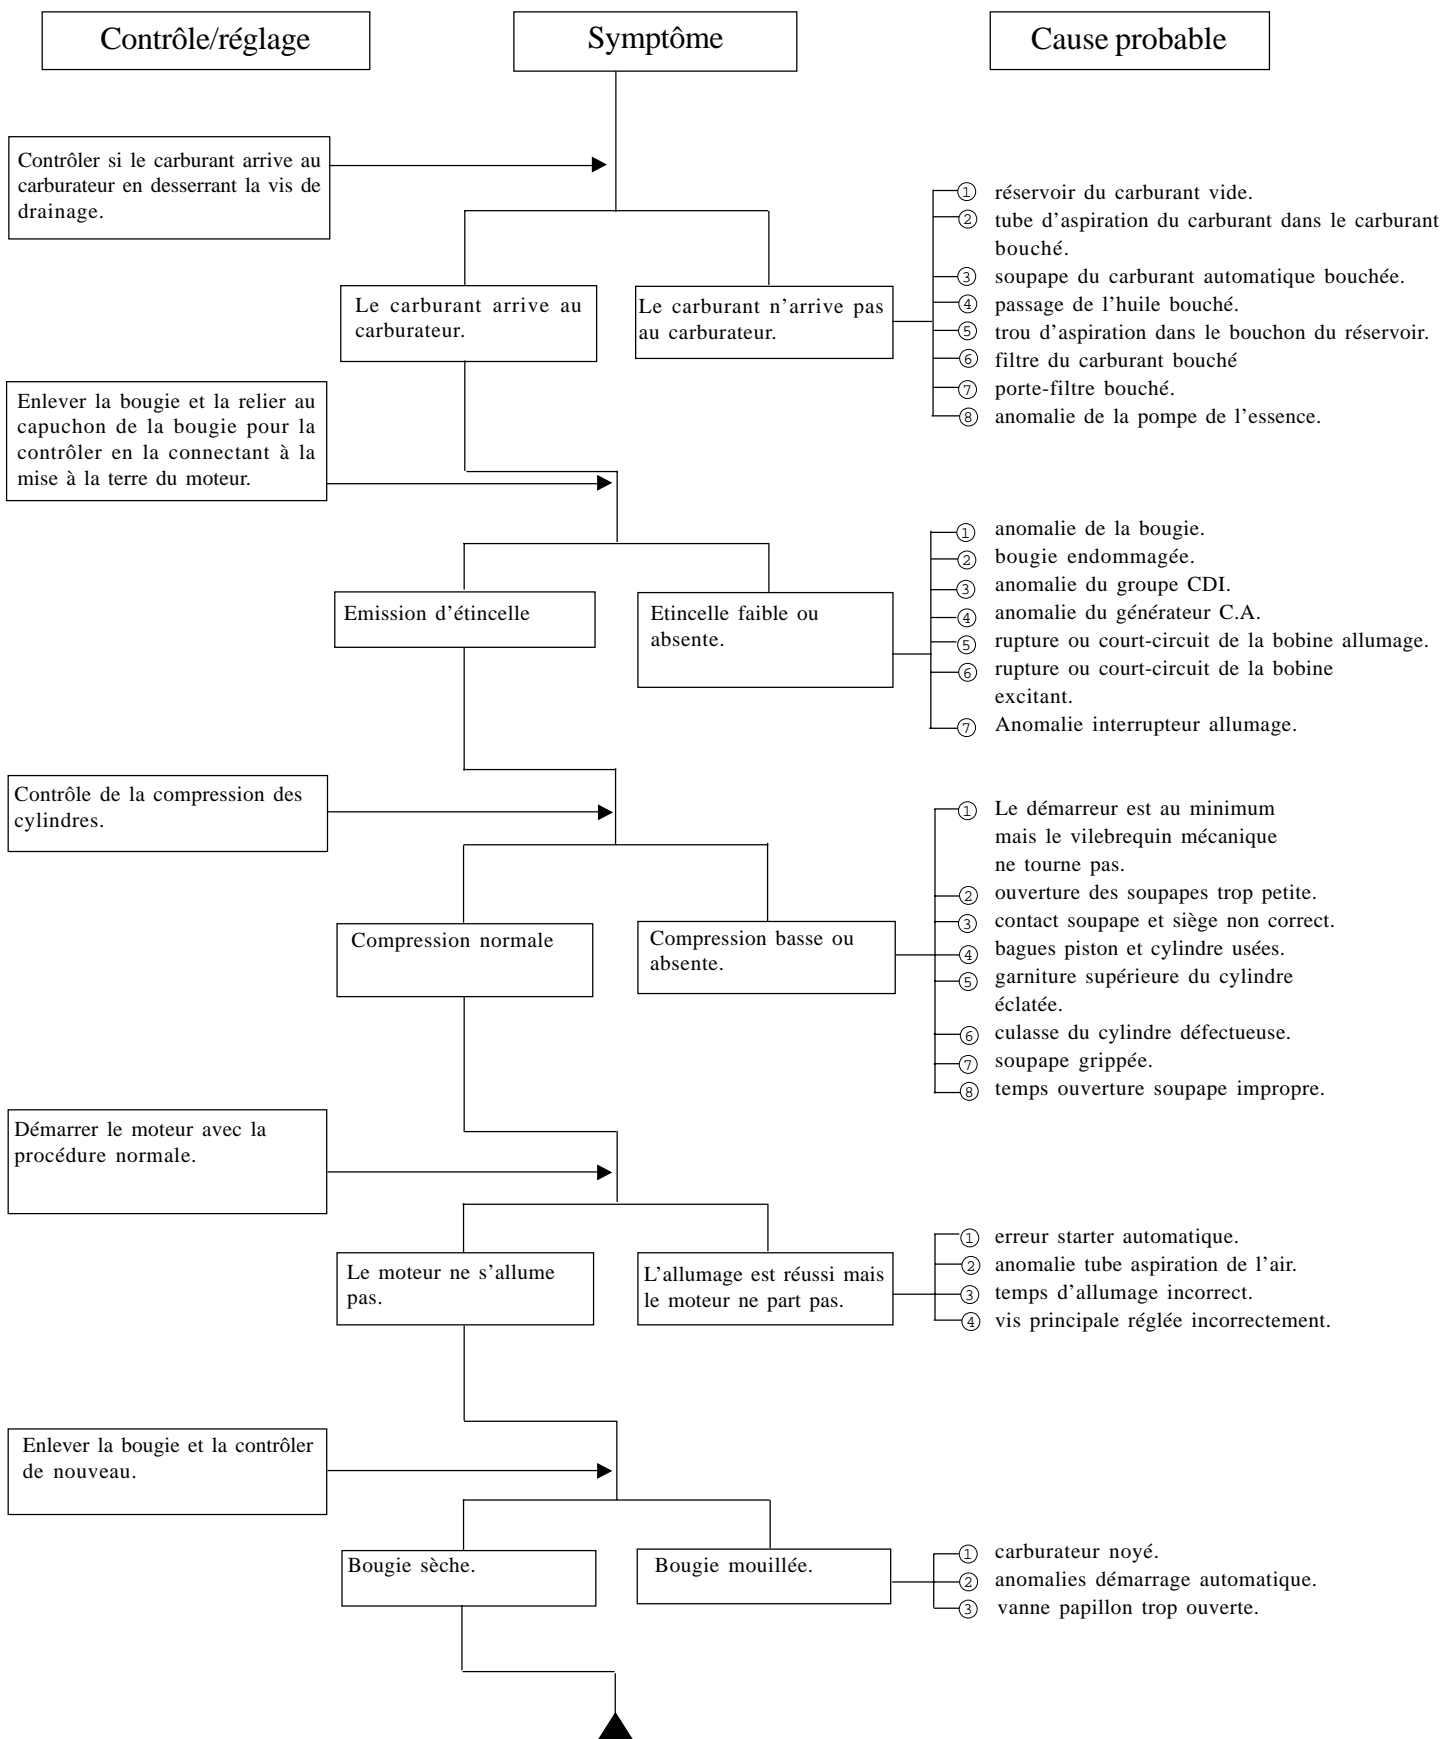 Contrôle/réglage
Symptôme
Cause probable
Contrôler si le carburant arrive au
carburateur en desserrant la vis de
drainage.
Le carburant arrive au
carburateur.
Le carburant n'arrive pas
au carburateur.
① réservoir du carburant vide.
② tube d'aspiration du carburant dans le carburant
bouché.
③ soupape du carburant automatique bouchée.
④ passage de l'huile bouché.
⑤ trou d'aspiration dans le bouchon du réservoir.
⑥ filtre du carburant bouché
⑦ porte-filtre bouché.
⑧ anomalie de la pompe de l'essence.
Enlever la bougie et la relier au
capuchon de la bougie pour la
contrôler en la connectant à la
mise à la terre du moteur.
Emission d'étincelle
Etincelle faible ou
absente.
① anomalie de la bougie.
② bougie endommagée.
③ anomalie du groupe CDI.
④ anomalie du générateur C.A.
⑤ rupture ou court-circuit de la bobine allumage.
⑥ rupture ou court-circuit de la bobine
excitant.
⑦ Anomalie interrupteur allumage.
Contrôle de la compression des
cylindres.
Compression normale
Compression basse ou
absente.
① Le démarreur est au minimum
mais le vilebrequin mécanique
ne tourne pas.
② ouverture des soupapes trop petite.
③ contact soupape et siège non correct.
④ bagues piston et cylindre usées.
⑤ garniture supérieure du cylindre
éclatée.
⑥ culasse du cylindre défectueuse.
⑦ soupape grippée.
⑧ temps ouverture soupape impropre.
Démarrer le moteur avec la
procédure normale.
Le moteur ne s'allume
pas.
L'allumage est réussi mais
le moteur ne part pas.
① erreur starter automatique.
② anomalie tube aspiration de l'air.
③ temps d'allumage incorrect.
④ vis principale réglée incorrectement.
Enlever la bougie et la contrôler
de nouveau.
Bougie sèche.
Bougie mouillée.
① carburateur noyé.
② anomalies démarrage automatique.
③ vanne papillon trop ouverte.